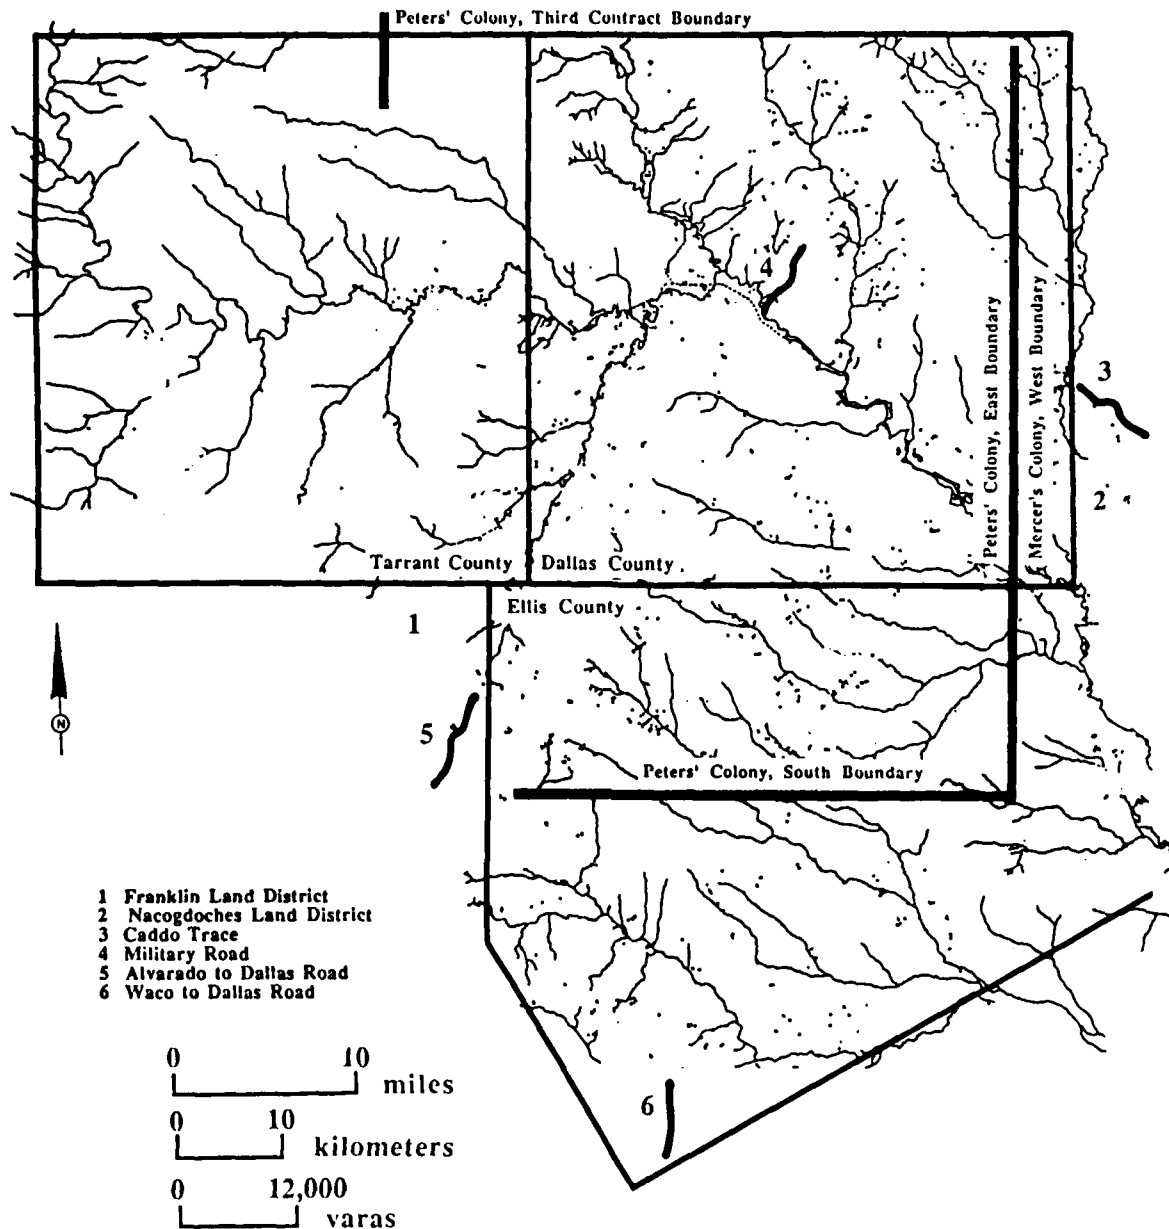 Peters' Colony, Third Contract Boundary
4
Peters' Colony, East Boundary
Mercer's Colony, West Boundary
3
2
Tarrant County
Dallas County
1
Ellis County
N
5
Peters' Colony, South Boundary
1 Franklin Land District
2 Nacogdoches Land District
3 Caddo Trace
4 Military Road
5 Alvarado to Dallas Road
6 Waco to Dallas Road
0 10
miles
0 10
kilometers
0 12,000
varas
6